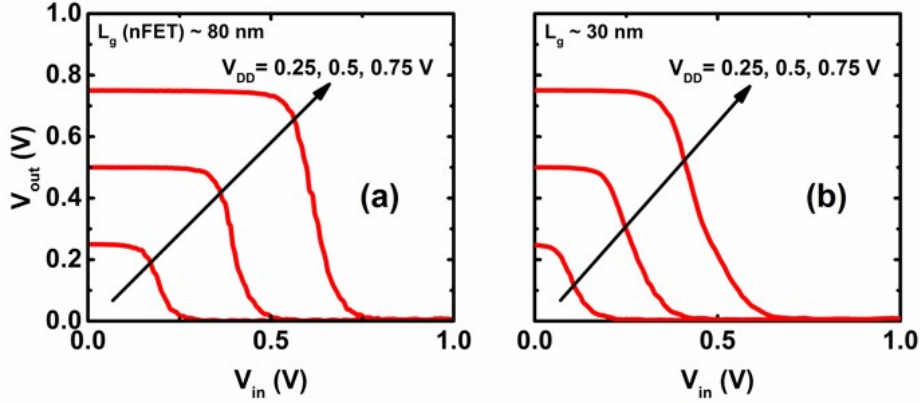 L_g (nFET) ~ 80 nm
V_DD= 0.25, 0.5, 0.75 V
(a)
1.0
0.8
0.6
0.4
0.2
0.0
V_out (V)
0.0 0.5 1.0
V_in (V)
L_g ~ 30 nm
V_DD= 0.25, 0.5, 0.75 V
(b)
0.0 0.5 1.0
V_in (V)